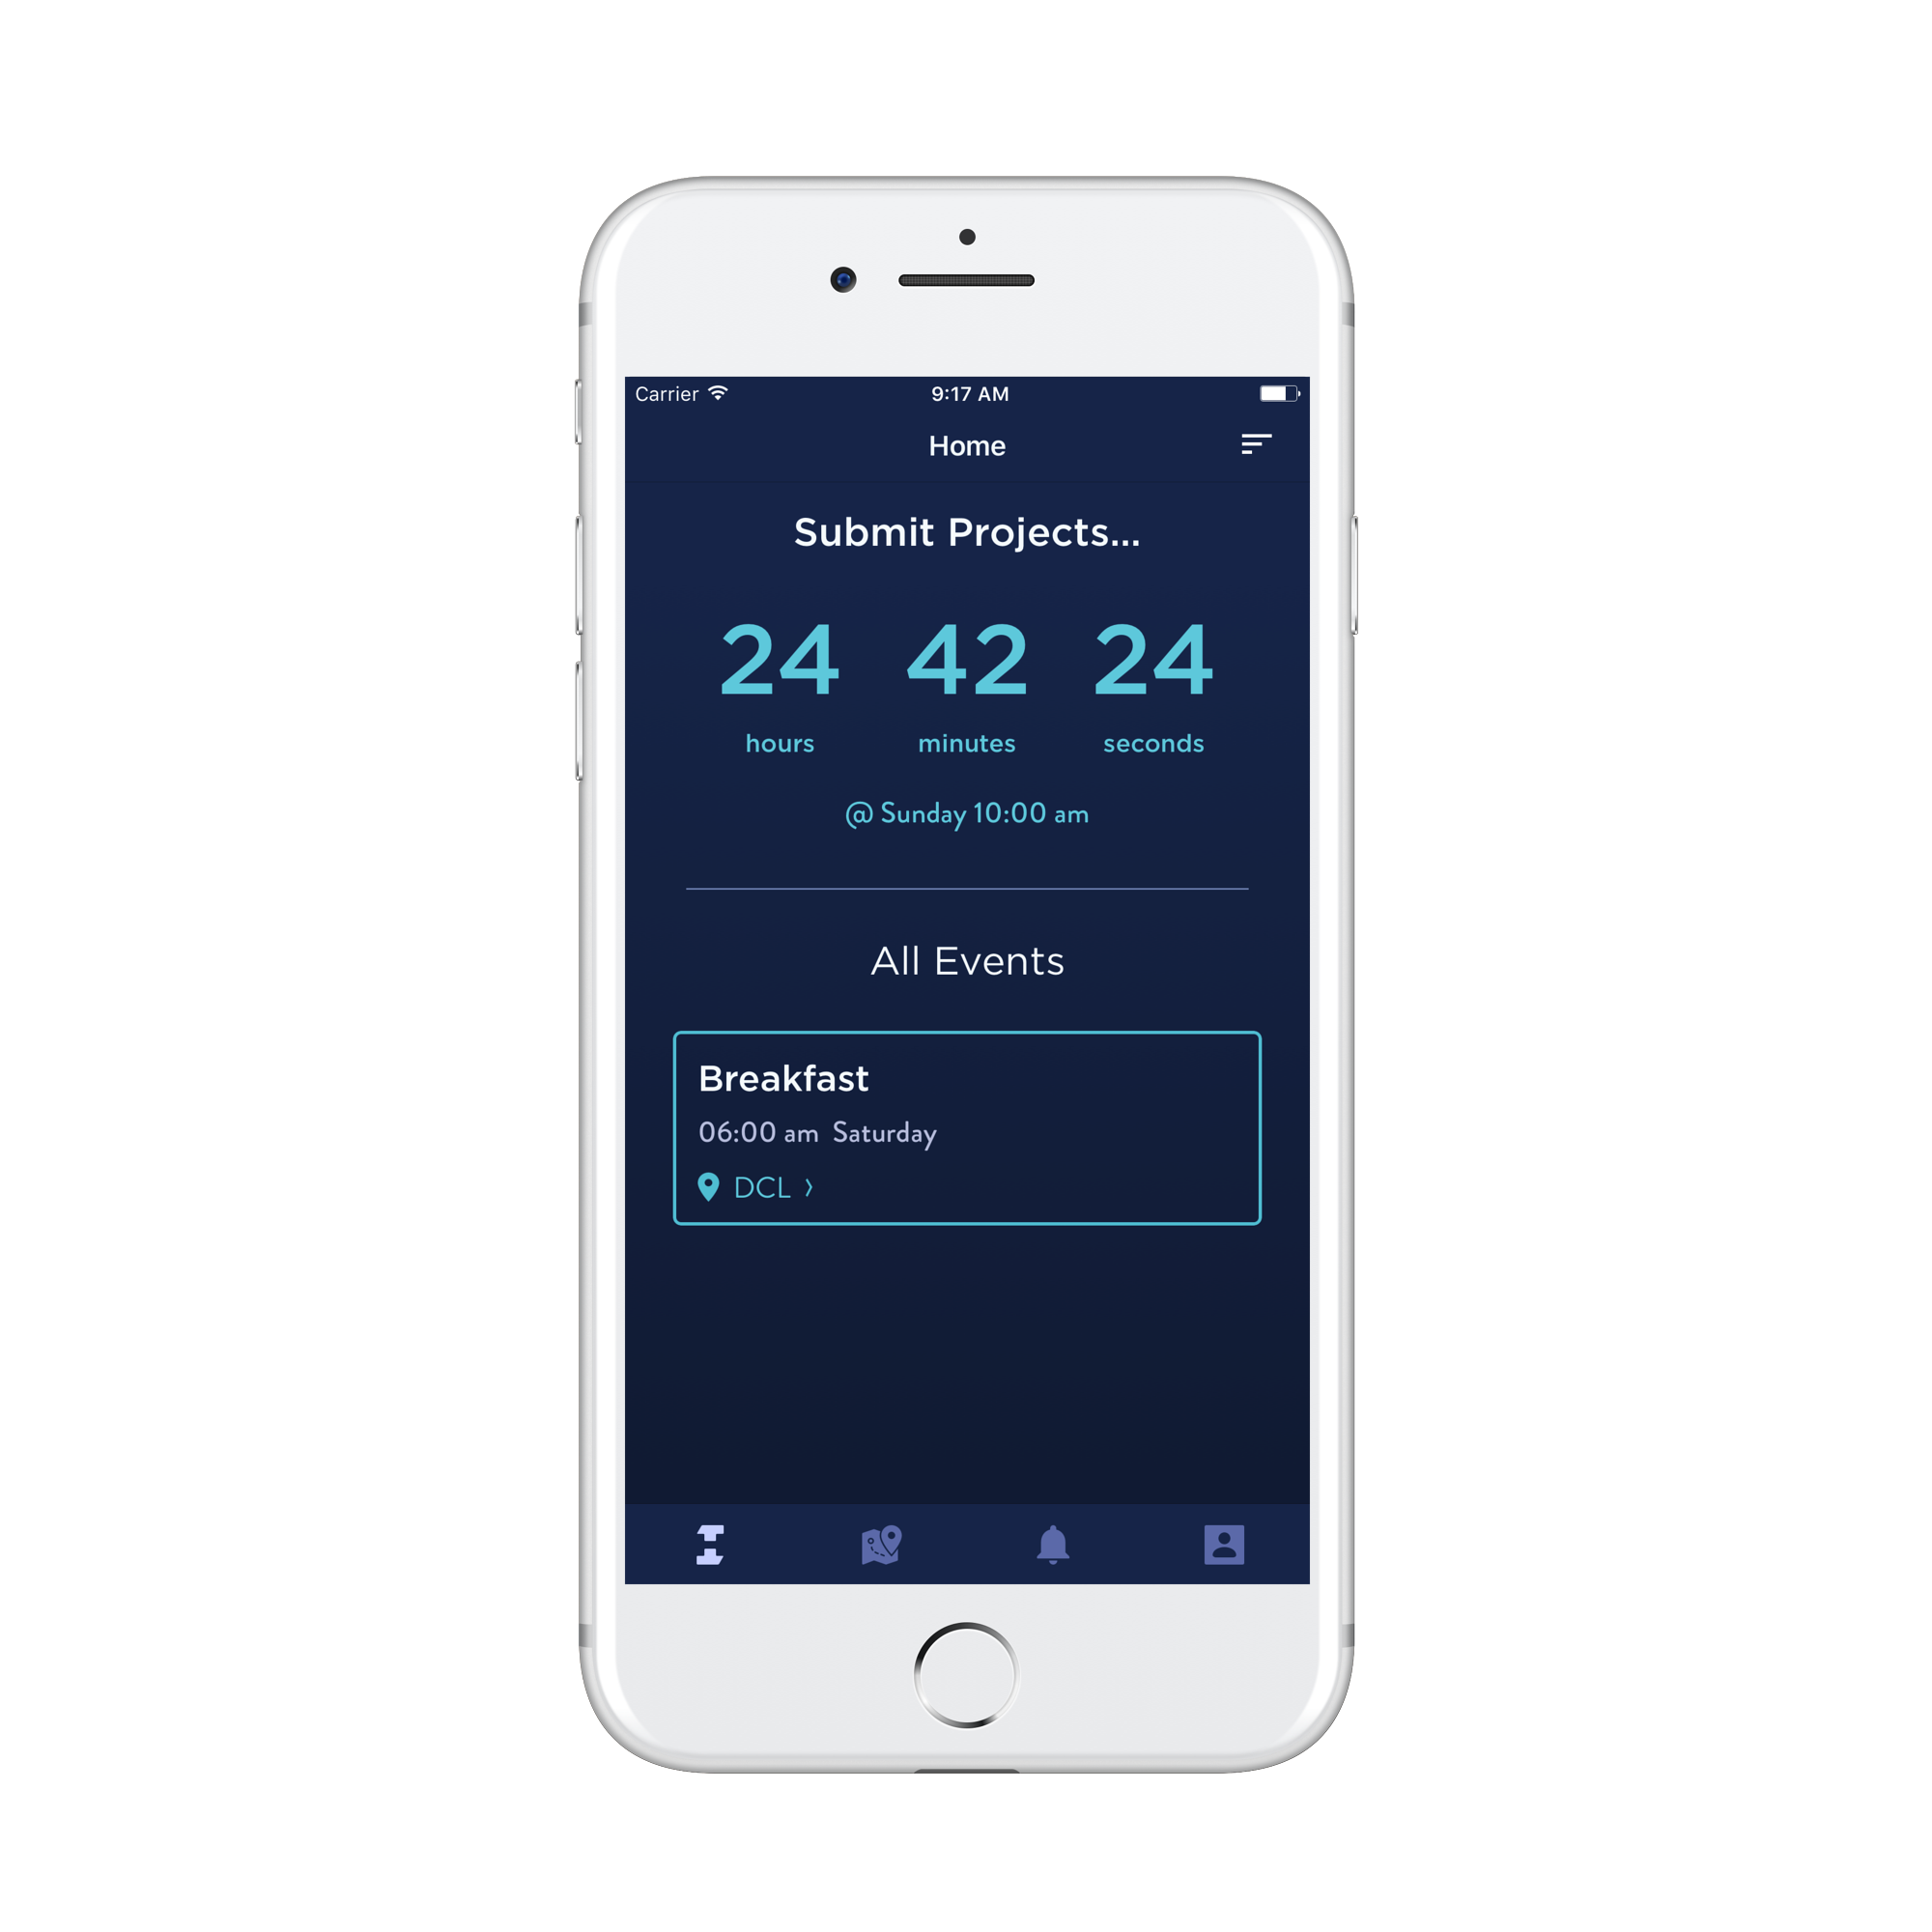 Carrier 9:17 AM
Home
Submit Projects...
24 42 24
hours minutes seconds
@ Sunday 10:00 am
All Events
Breakfast
06:00 am Saturday
DCL >